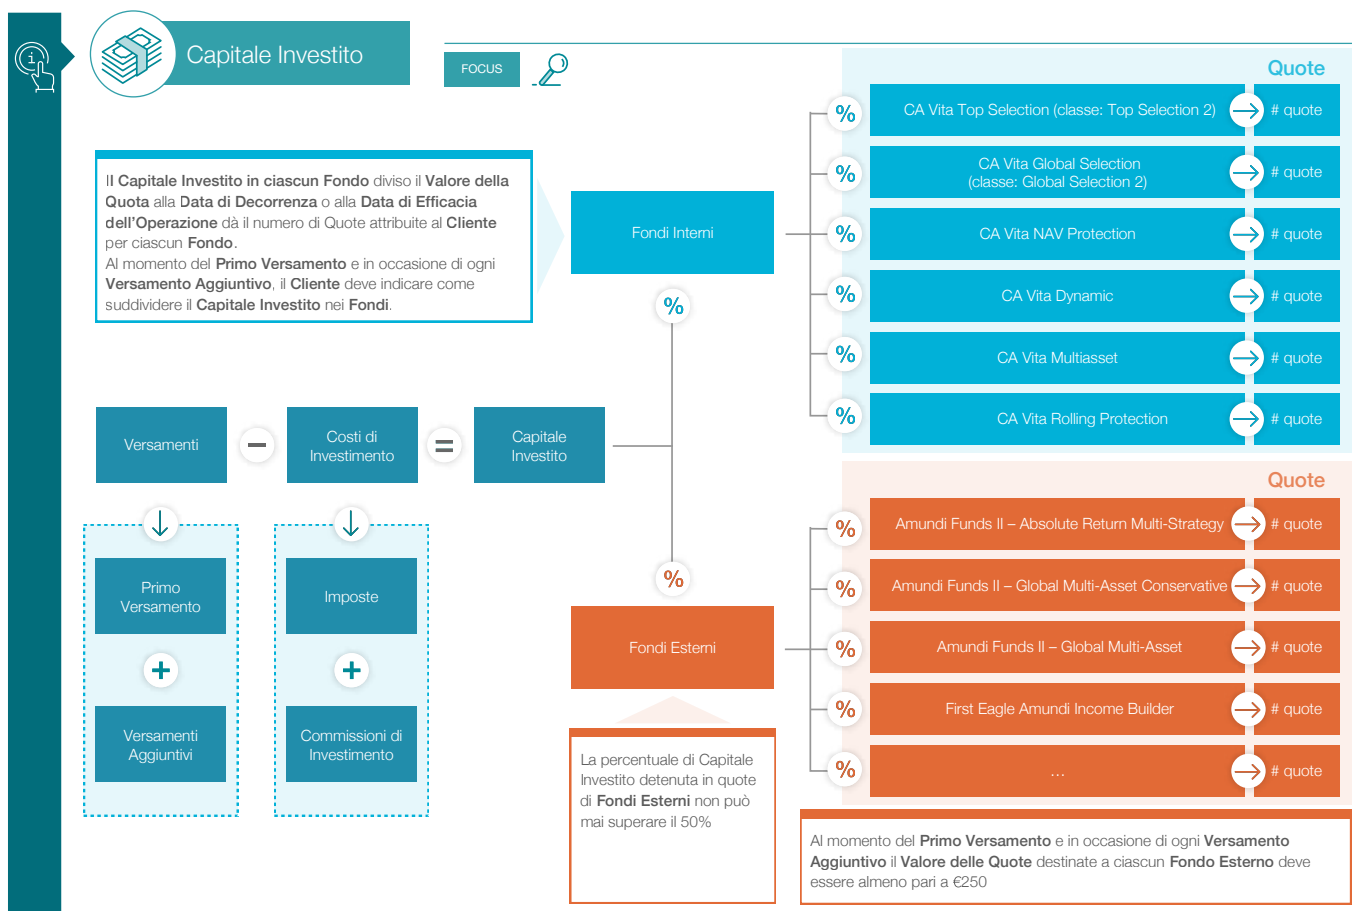 Capitale Investito
FOCUS
Il Capitale Investito in ciascun Fondo diviso il Valore della
Quota alla Data di Decorrenza o alla Data di Efficacia
dell'Operazione dà il numero di Quote attribuite al Cliente
per ciascun Fondo.
Al momento del Primo Versamento e in occasione di ogni
Versamento Aggiuntivo, il Cliente deve indicare come
suddividere il Capitale Investito nei Fondi.
Versamenti
−
Costi di
Investimento
=
Capitale
Investito
Primo
Versamento
+
Versamenti
Aggiuntivi
Imposte
+
Commissioni di
Investimento
Fondi Interni
%
%
Fondi Esterni
La percentuale di Capitale
Investito detenuta in quote
di Fondi Esterni non può
mai superare il 50%
Quote
% CA Vita Top Selection (classe: Top Selection 2) # quote
% CA Vita Global Selection
(classe: Global Selection 2) # quote
% CA Vita NAV Protection # quote
% CA Vita Dynamic # quote
% CA Vita Multiasset # quote
% CA Vita Rolling Protection # quote
Quote
% Amundi Funds II – Absolute Return Multi-Strategy # quote
% Amundi Funds II – Global Multi-Asset Conservative # quote
% Amundi Funds II – Global Multi-Asset # quote
% First Eagle Amundi Income Builder # quote
% ... # quote
Al momento del Primo Versamento e in occasione di ogni Versamento
Aggiuntivo il Valore delle Quote destinate a ciascun Fondo Esterno deve
essere almeno pari a €250